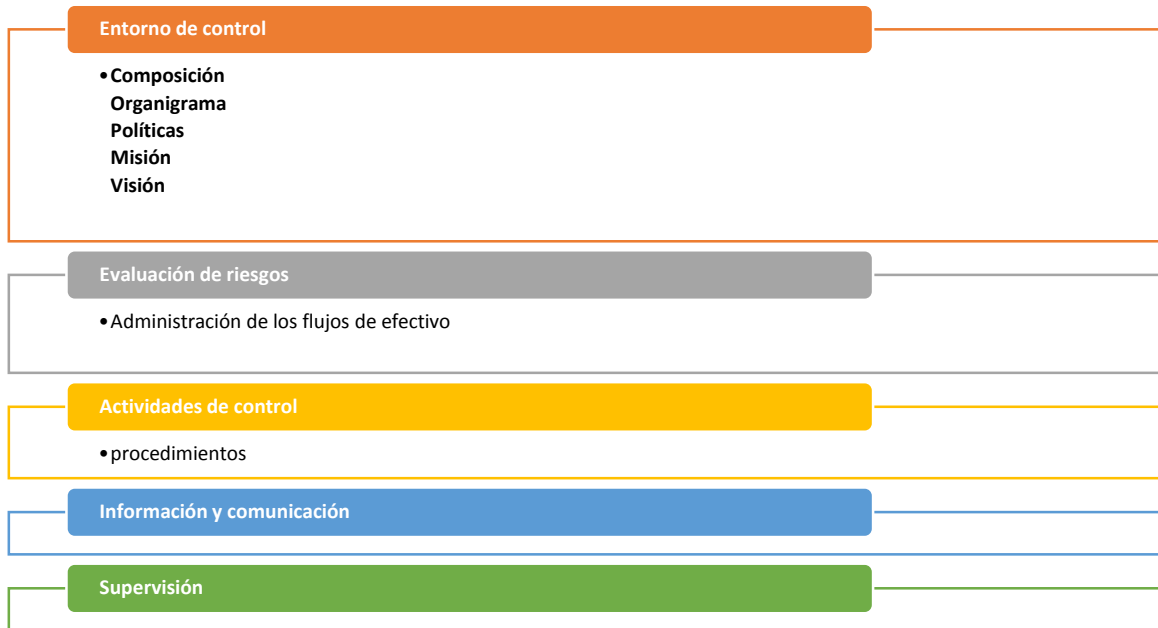 Entorno de control
•Composición
Organigrama
Políticas
Misión
Visión
Evaluación de riesgos
•Administración de los flujos de efectivo
Actividades de control
•procedimientos
Información y comunicación
Supervisión